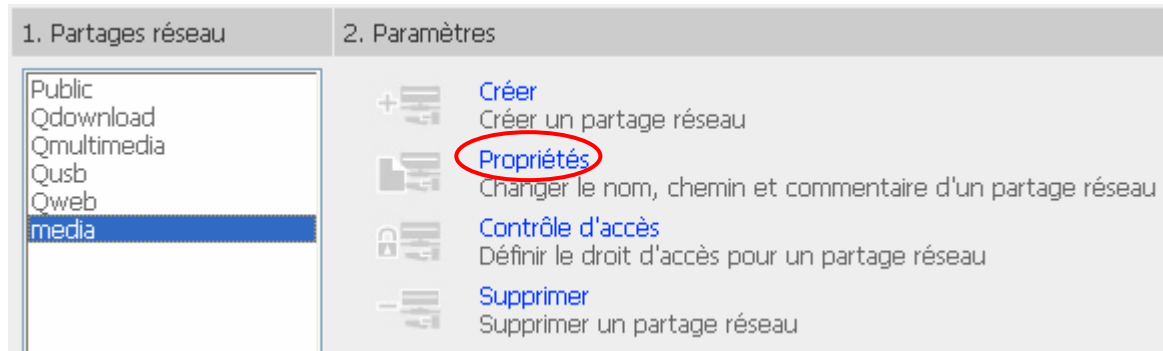 1. Partages réseau
2. Paramètres
Public
Qdownload
Qmultimedia
Qusb
Qweb
media
Créer
Créer un partage réseau
Propriétés
Changer le nom, chemin et commentaire d'un partage réseau
Contrôle d'accès
Définir le droit d'accès pour un partage réseau
Supprimer
Supprimer un partage réseau